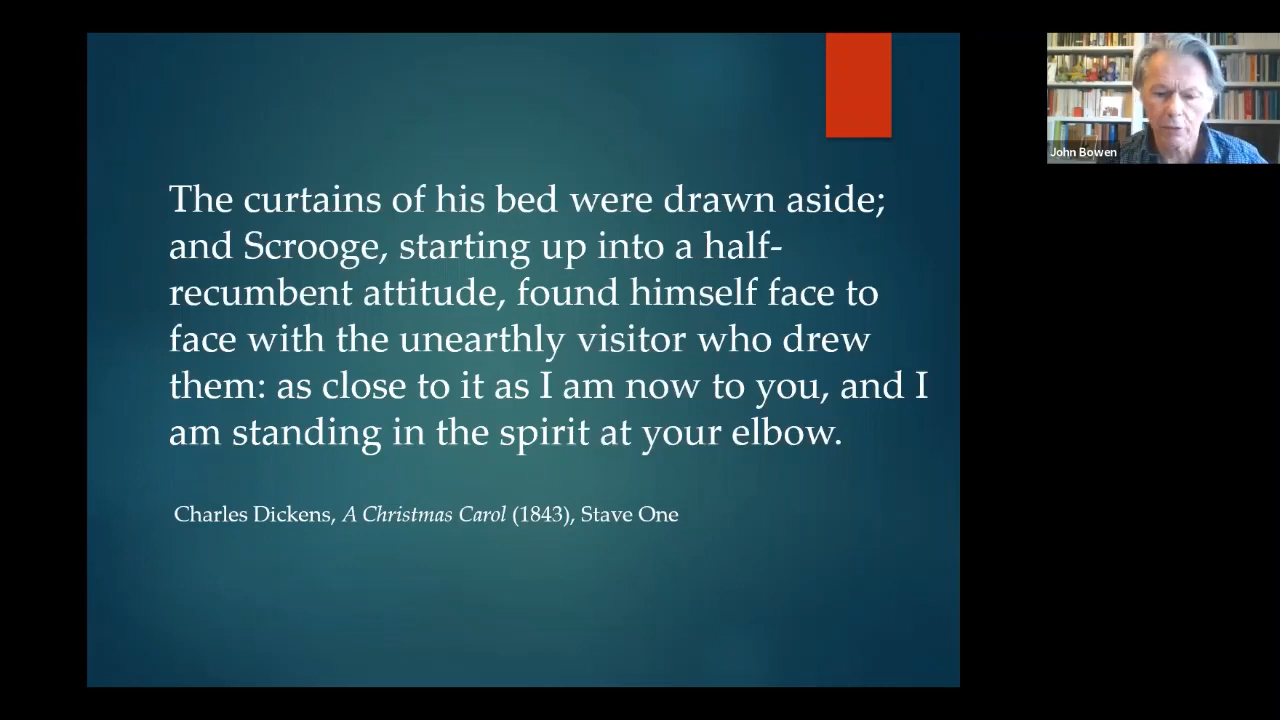 The curtains of his bed were drawn aside;
and Scrooge, starting up into a half-
recumbent attitude, found himself face to
face with the unearthly visitor who drew
them: as close to it as I am now to you, and I
am standing in the spirit at your elbow.
Charles Dickens, A Christmas Carol (1843), Stave One
John Bowen